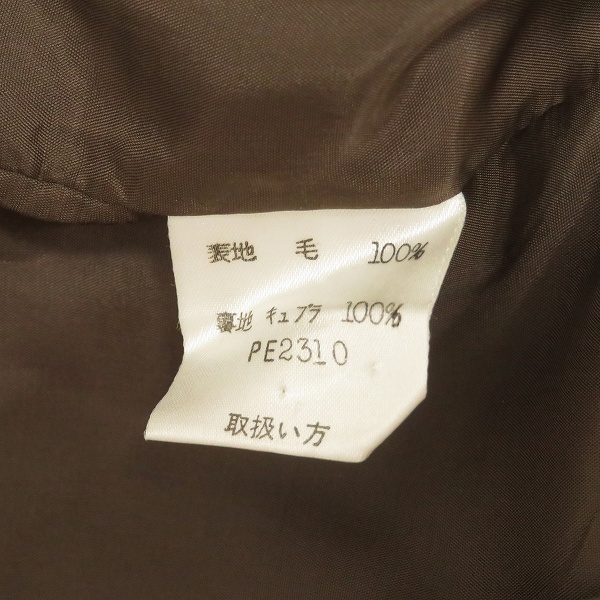 表地 毛 100%
裏地 キュプラ 100%
PE2310
取扱い方